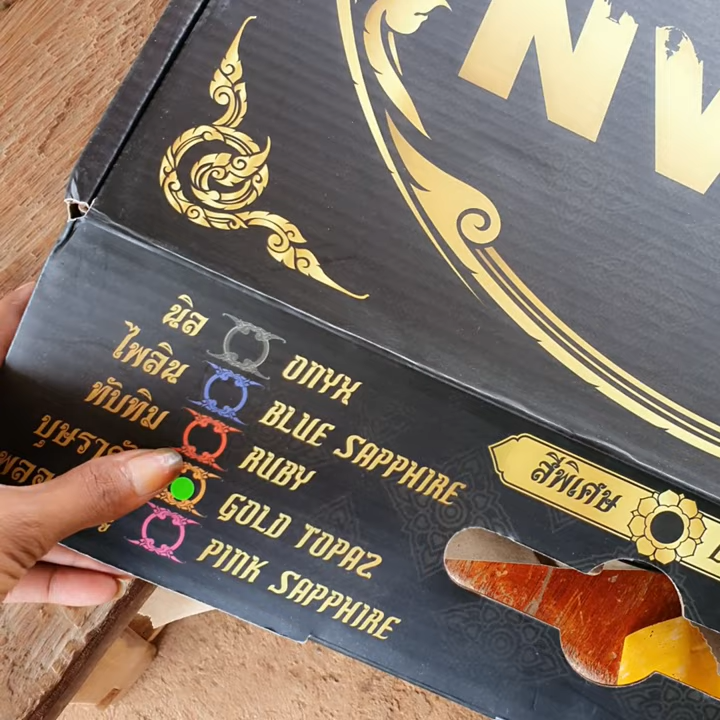 NV
นิล ONYX
ไพลิน BLUE SAPPHIRE
ทับทิม RUBY
GOLD TOPAZ
PINK SAPPHIRE
สีพิเศษ